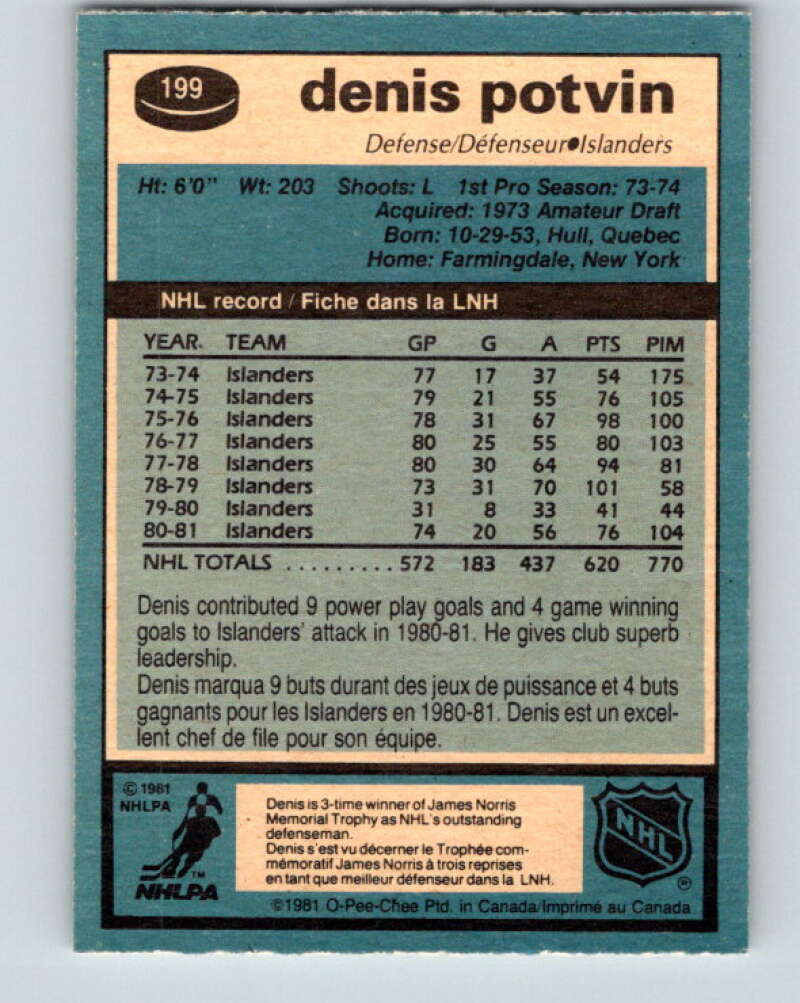 199
denis potvin
Defense/Défenseur●Islanders
Ht: 6'0" Wt: 203 Shoots: L 1st Pro Season: 73-74
Acquired: 1973 Amateur Draft
Born: 10-29-53, Hull, Quebec
Home: Farmingdale, New York
NHL record / Fiche dans la LNH
YEAR. TEAM GP G A PTS PIM
73-74 Islanders 77 17 37 54 175
74-75 Islanders 79 21 55 76 105
75-76 Islanders 78 31 67 98 100
76-77 Islanders 80 25 55 80 103
77-78 Islanders 80 30 64 94 81
78-79 Islanders 73 31 70 101 58
79-80 Islanders 31 8 33 41 44
80-81 Islanders 74 20 56 76 104
NHL TOTALS ......... 572 183 437 620 770
Denis contributed 9 power play goals and 4 game winning
goals to Islanders' attack in 1980-81. He gives club superb
leadership.
Denis marqua 9 buts durant des jeux de puissance et 4 buts
gagnants pour les Islanders en 1980-81. Denis est un excel-
lent chef de file pour son équipe.
© 1981
NHLPA
TM
NHLPA
Denis is 3-time winner of James Norris
Memorial Trophy as NHL's outstanding
defenseman.
Denis s'est vu décerner le Trophée com-
mémoratif James Norris à trois reprises
en tant que meilleur défenseur dans la LNH.
NHL
®
©1981 O-Pee-Chee Ptd. in Canada/Imprimé au Canada